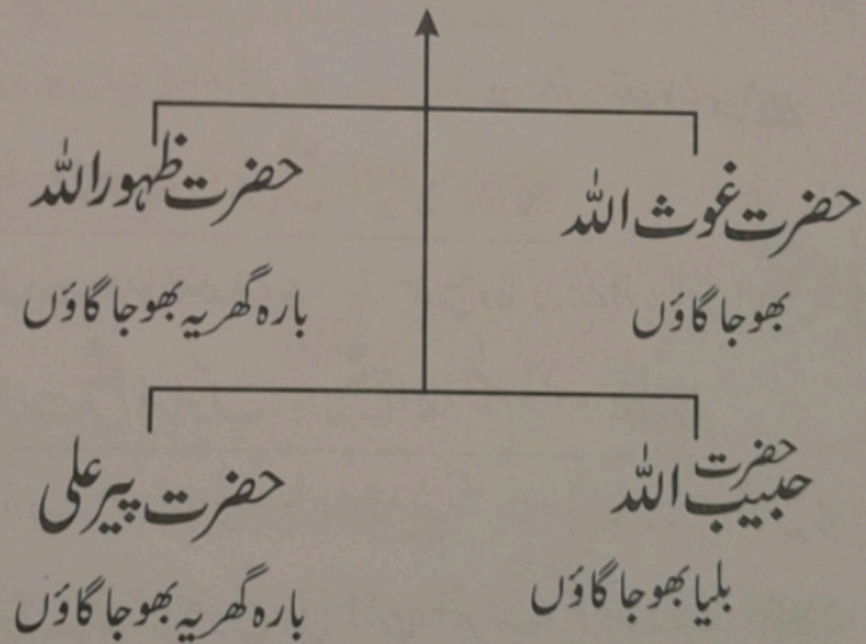 حضرت غوث اللہ
بھوجا گاؤں
حضرت ظہور اللہ
بارہ گھریہ بھوجا گاؤں
حضرت حبیب اللہ
بلیا بھوجا گاؤں
حضرت پیر علی
بارہ گھریہ بھوجا گاؤں